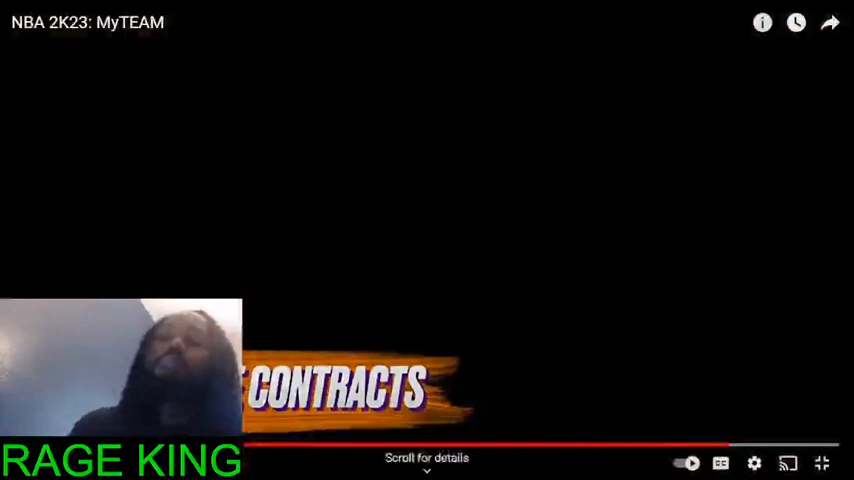 NBA 2K23: MyTEAM
CONTRACTS
Scroll for details
RAGE KING